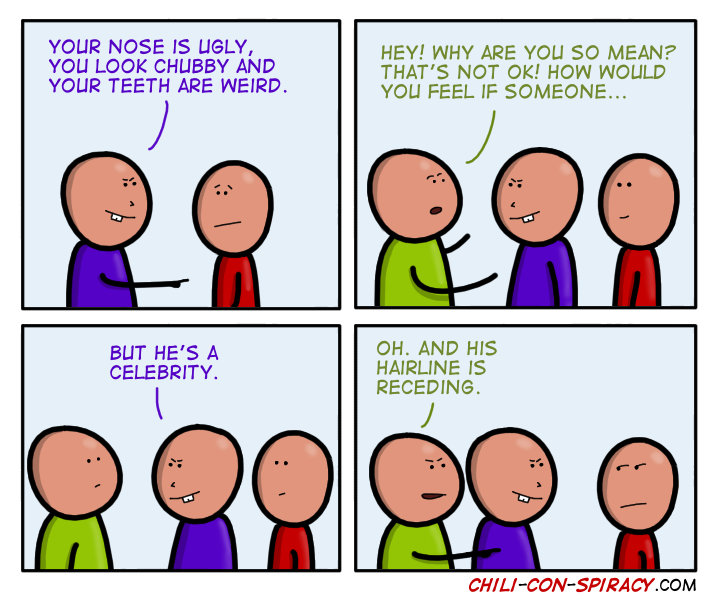 YOUR NOSE IS UGLY,
YOU LOOK CHUBBY AND
YOUR TEETH ARE WEIRD.
HEY! WHY ARE YOU SO MEAN?
THAT'S NOT OK! HOW WOULD
YOU FEEL IF SOMEONE...
BUT HE'S A
CELEBRITY.
OH. AND HIS
HAIRLINE IS
RECEDING.
CHILI-CON-SPIRACY.COM